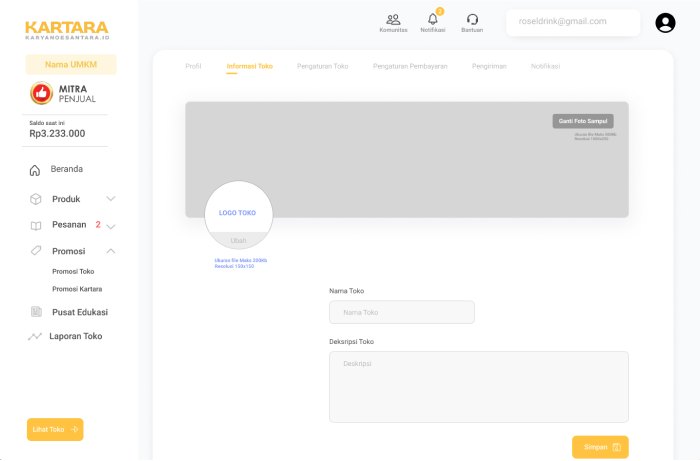 KARTARA
KARYANDESANTARA.ID
Nama UMKM
MITRA
PENJUAL
Saldo saat ini
Rp3.233.000
Beranda
Produk
Pesanan 2
Promosi
Promosi Toko
Promosi Kartara
Pusat Edukasi
Laporan Toko
Lihat Toko
Komunitas
2
Notifikasi
Bantuan
roseldrink@gmail.com
Profil
Informasi Toko
Pengaturan Toko
Pengaturan Pembayaran
Pengiriman
Notifikasi
Ganti Foto Sampul
LOGO TOKO
Ubah
Ukuran file Maks 200Kb
Resolusi 150x150
Nama Toko
Nama Toko
Deksripsi Toko
Deskripsi
Simpan